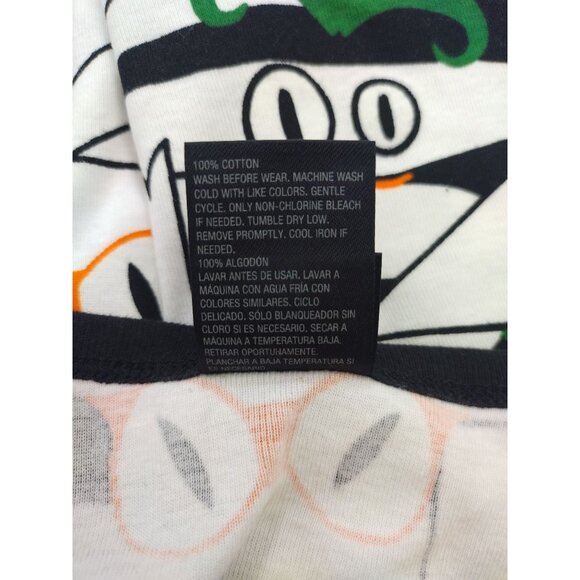 100% COTTON
WASH BEFORE WEAR. MACHINE WASH
COLD WITH LIKE COLORS. GENTLE
CYCLE. ONLY NON-CHLORINE BLEACH
IF NEEDED. TUMBLE DRY LOW.
REMOVE PROMPTLY. COOL IRON IF
NEEDED.
100% ALGODÓN
LAVAR ANTES DE USAR. LAVAR A
MÁQUINA CON AGUA FRÍA CON
COLORES SIMILARES. CICLO
DELICADO. SÓLO BLANQUEADOR SIN
CLORO SI ES NECESARIO. SECAR A
MÁQUINA A TEMPERATURA BAJA.
RETIRAR OPORTUNAMENTE.
PLANCHAR A BAJA TEMPERATURA SI
ES NECESARIO.